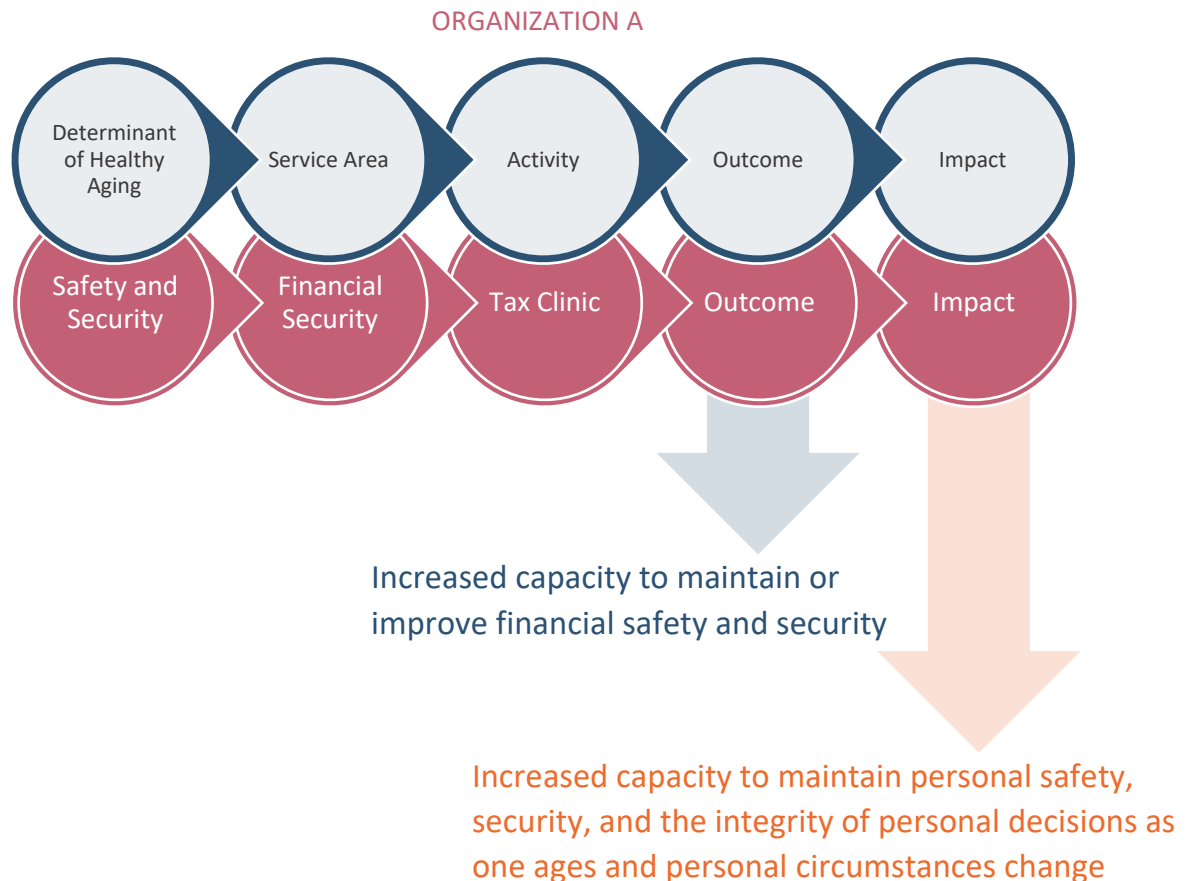 ORGANIZATION A
Determinant
of Healthy
Aging
Service Area
Activity
Outcome
Impact
Safety and
Security
Financial
Security
Tax Clinic
Outcome
Impact
Increased capacity to maintain or
improve financial safety and security
Increased capacity to maintain personal safety,
security, and the integrity of personal decisions as
one ages and personal circumstances change